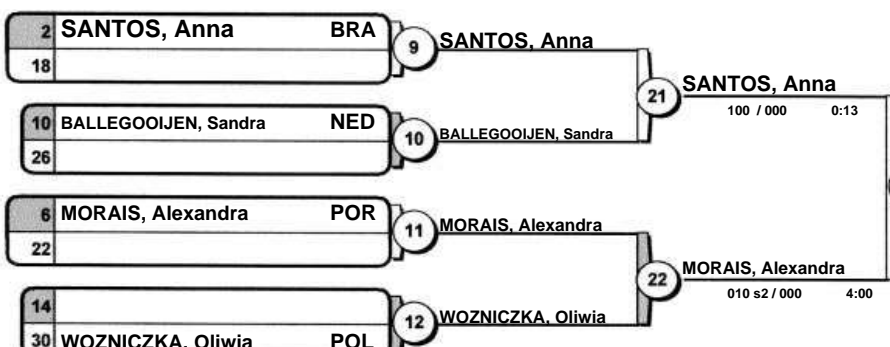 2 SANTOS, Anna BRA
18
9 SANTOS, Anna
10 BALLEGOOIJEN, Sandra NED
26
10 BALLEGOOIJEN, Sandra
21 SANTOS, Anna
100 / 000 0:13
6 MORAIS, Alexandra POR
22
11 MORAIS, Alexandra
14
30 WOZNICZKA, Oliwia POL
12 WOZNICZKA, Oliwia
22 MORAIS, Alexandra
010 s2 / 000 4:00